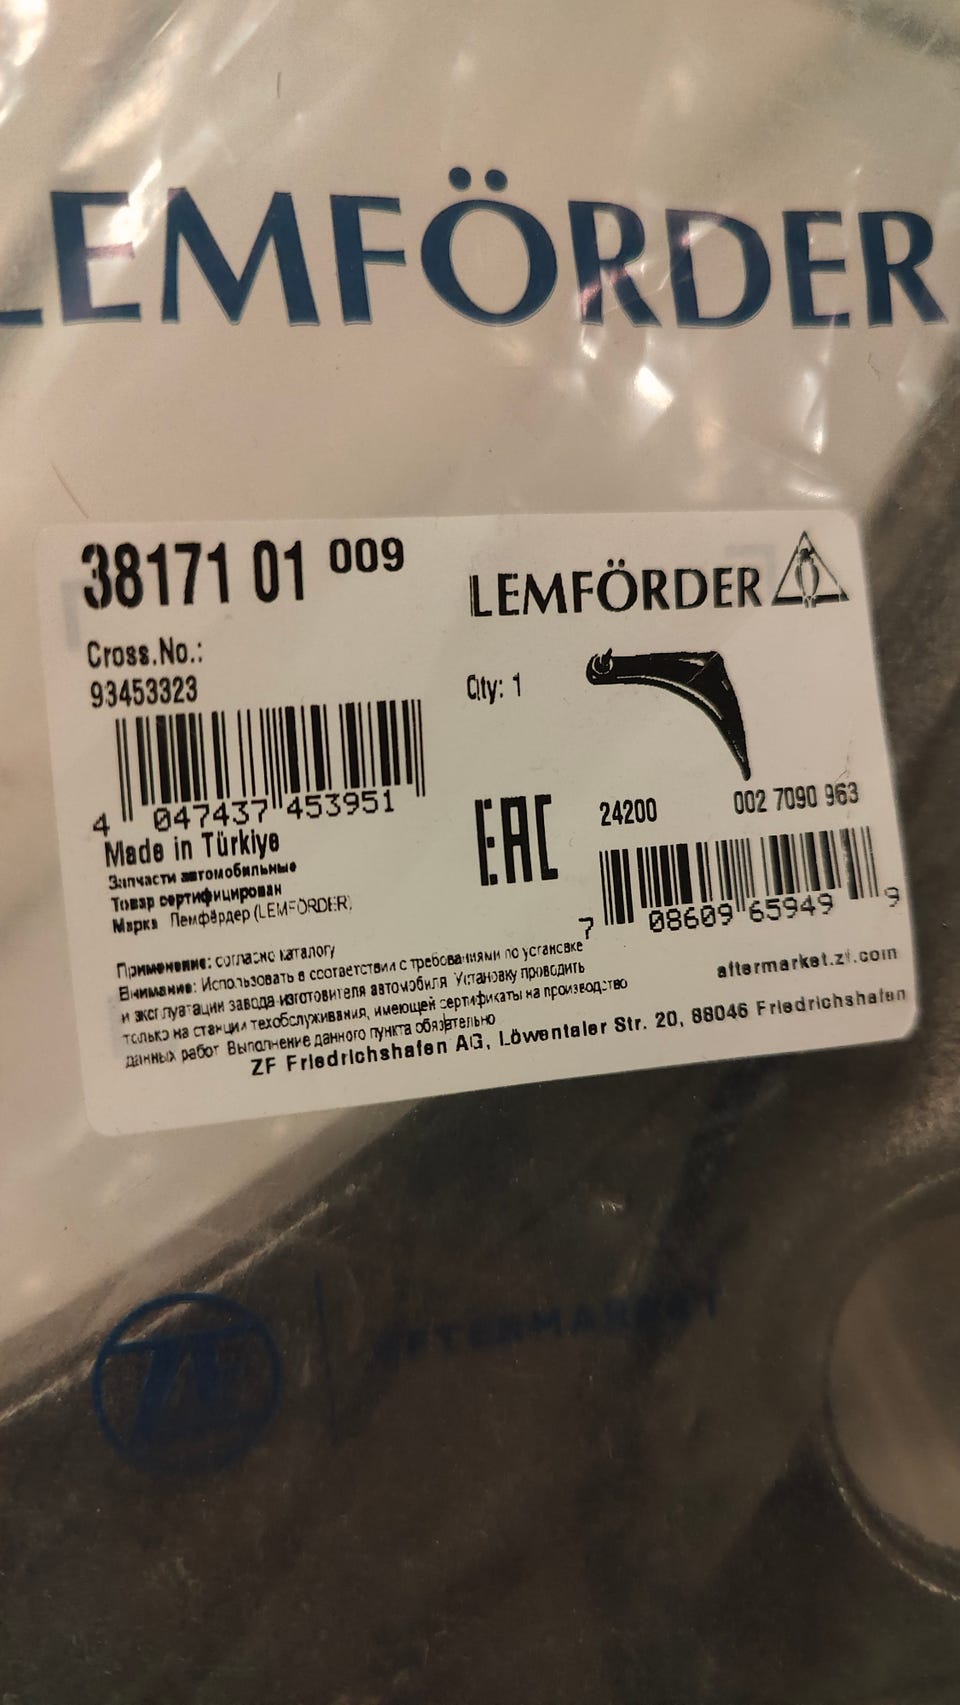 LEMFÖRDER
38171 01 009
LEMFÖRDER
Cross.No.:
93453323
Qty: 1
4 047437 453951
EAC
24200
002 7090 963
7 08609 65949 9
Made in Türkiye
Запчасти автомобильные
Товар сертифицирован
Марка Лемфёрдер (LEMFÖRDER)
aftermarket.zf.com
Применение: согласно каталогу
Внимание: Использовать в соответствии с требованиями по установке
и эксплуатации завода-изготовителя автомобиля Установку проводить
только на станции техобслуживания, имеющей сертификаты на производство
данных работ Выполнение данного пункта обязательно
ZF Friedrichshafen AG, Löwentaler Str. 20, 88046 Friedrichshafen
ZF AFTERMARKET